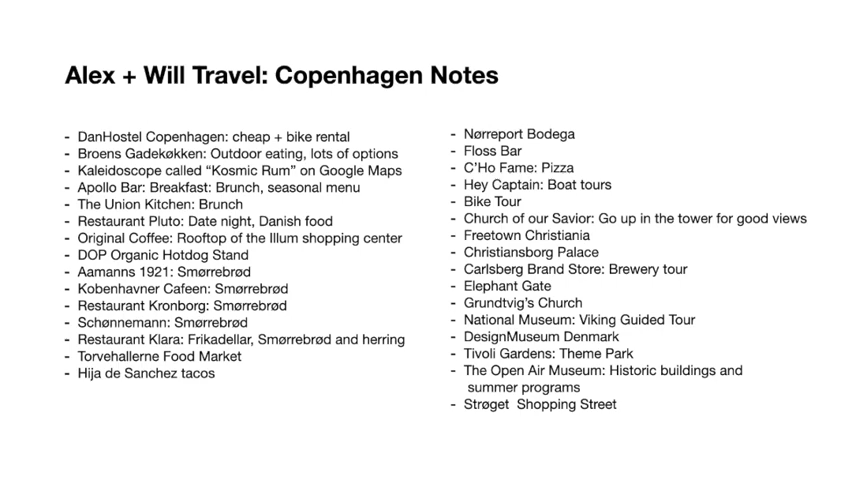 Alex + Will Travel: Copenhagen Notes
- DanHostel Copenhagen: cheap + bike rental
- Broens Gadekøkken: Outdoor eating, lots of options
- Kaleidoscope called “Kosmic Rum” on Google Maps
- Apollo Bar: Breakfast: Brunch, seasonal menu
- The Union Kitchen: Brunch
- Restaurant Pluto: Date night, Danish food
- Original Coffee: Rooftop of the Illum shopping center
- DOP Organic Hotdog Stand
- Aamanns 1921: Smørrebrød
- Kobenhavner Cafeen: Smørrebrød
- Restaurant Kronborg: Smørrebrød
- Schønnemann: Smørrebrød
- Restaurant Klara: Frikadellar, Smørrebrød and herring
- Torvehallerne Food Market
- Hija de Sanchez tacos
- Nørreport Bodega
- Floss Bar
- C’Ho Fame: Pizza
- Hey Captain: Boat tours
- Bike Tour
- Church of our Savior: Go up in the tower for good views
- Freetown Christiania
- Christiansborg Palace
- Carlsberg Brand Store: Brewery tour
- Elephant Gate
- Grundtvig’s Church
- National Museum: Viking Guided Tour
- DesignMuseum Denmark
- Tivoli Gardens: Theme Park
- The Open Air Museum: Historic buildings and
summer programs
- Strøget Shopping Street